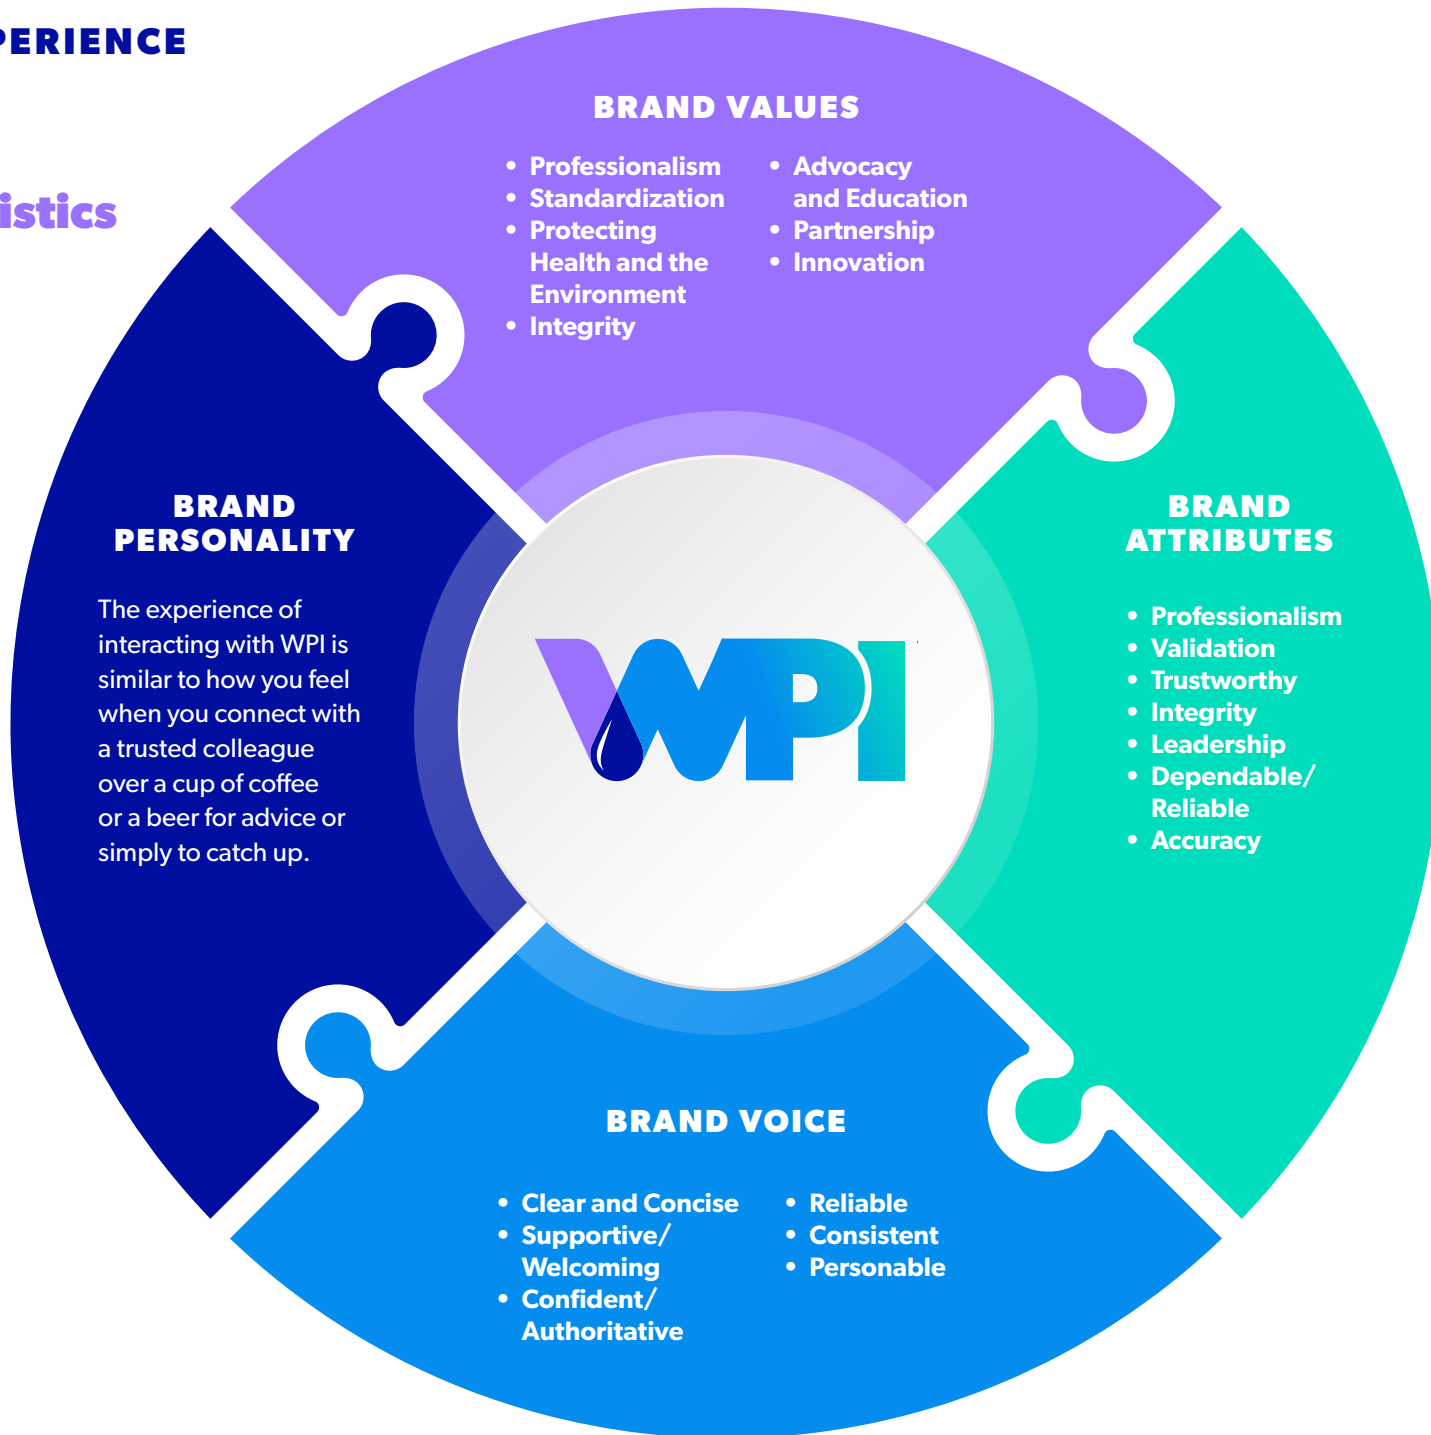 PERIENCE
istics
BRAND VALUES
• Professionalism
• Standardization
• Protecting
Health and the
Environment
• Integrity
• Advocacy
and Education
• Partnership
• Innovation
BRAND
PERSONALITY
The experience of
interacting with WPI is
similar to how you feel
when you connect with
a trusted colleague
over a cup of coffee
or a beer for advice or
simply to catch up.
WPI
BRAND
ATTRIBUTES
• Professionalism
• Validation
• Trustworthy
• Integrity
• Leadership
• Dependable/
Reliable
• Accuracy
BRAND VOICE
• Clear and Concise
• Supportive/
Welcoming
• Confident/
Authoritative
• Reliable
• Consistent
• Personable